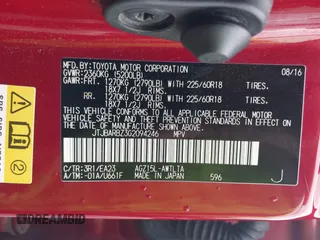 MFD.BY:TOYOTA MOTOR CORPORATION 08/16
GVWR:2360KG (5200LB)
GAWR:FRT. 1270KG (2790LB) WITH 225/60R18 TIRES,
18X7 1/2J RIMS,
RR. 1270KG (2790LB) WITH 225/60R18 TIRES,
18X7 1/2J RIMS,
THIS VEHICLE CONFORMS TO ALL APPLICABLE
FEDERAL MOTOR VEHICLE SAFETY AND
THEFT PREVENTION STANDARDS IN EFFECT ON
THE DATE OF MANUFACTURE SHOWN ABOVE.
JTJBARBZ3G2094246 MPV
C/TR:3R1/EA23 AGZ15L-AWTLTA
A/TM:-01A/U661F MADE IN JAPAN 596
J
2